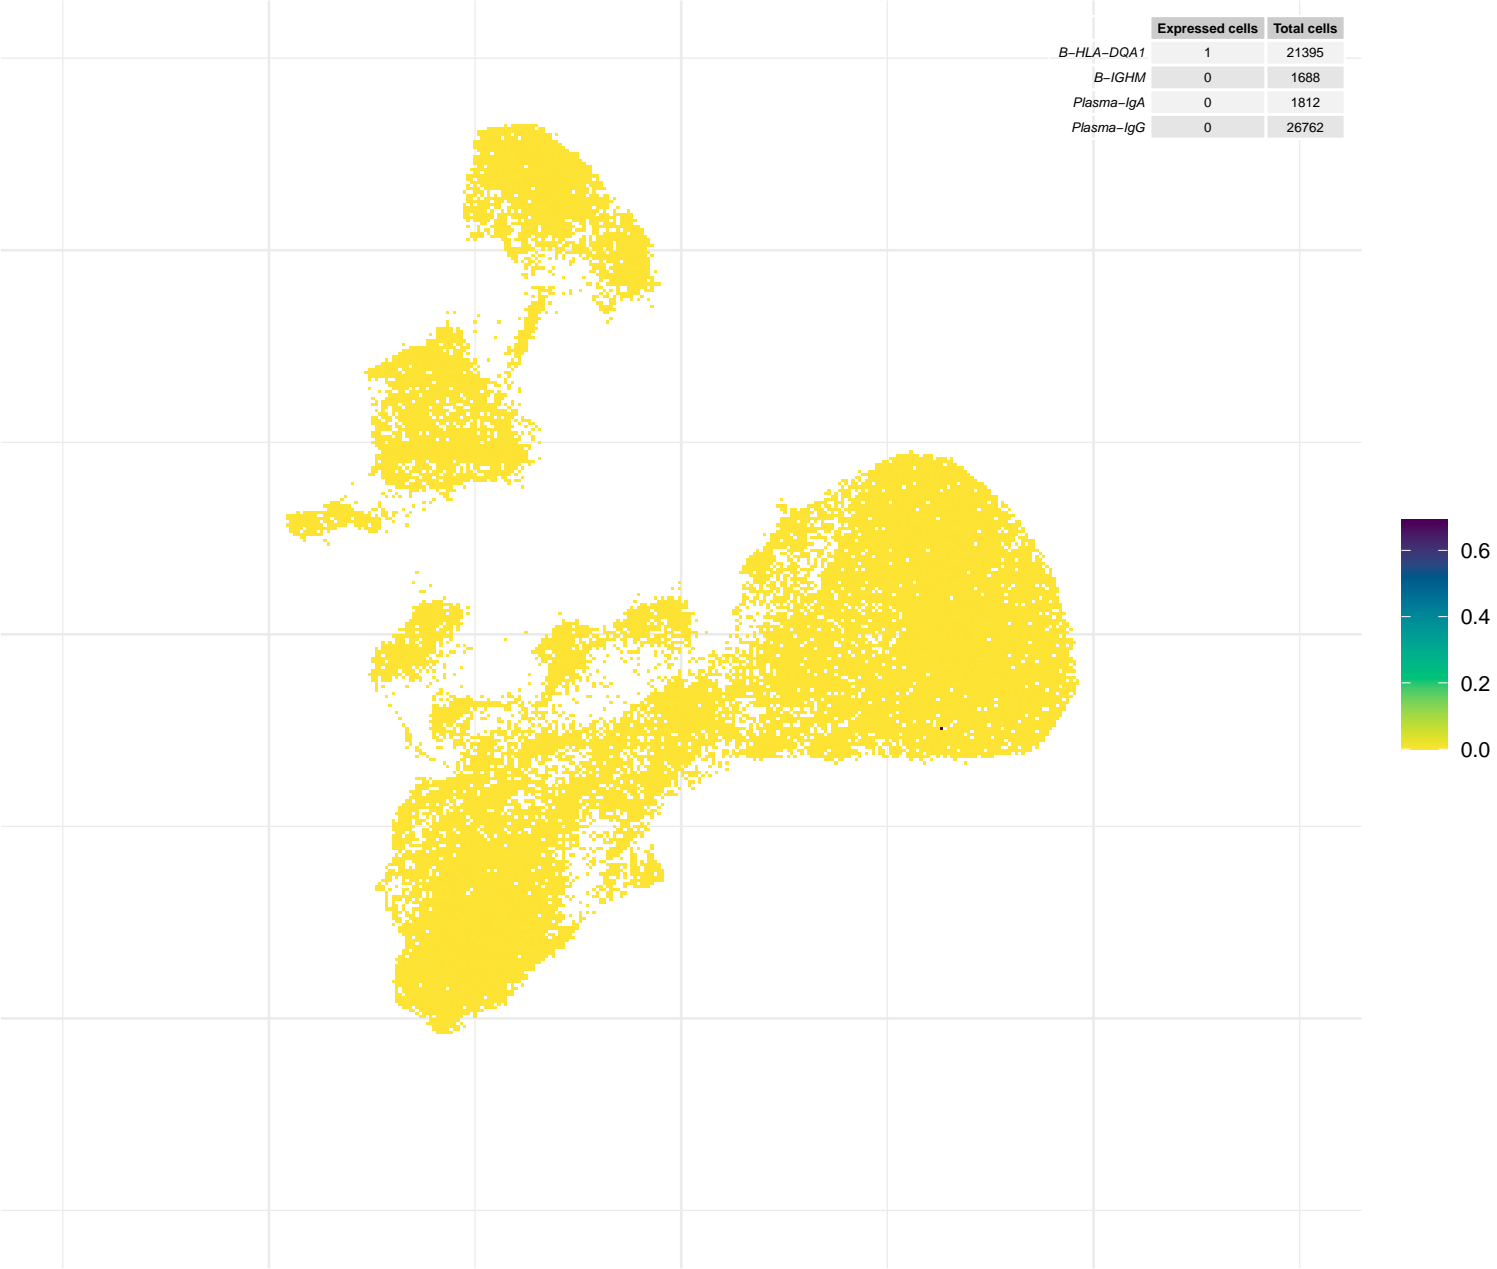 Expressed cells Total cells
B−HLA−DQA1 1 21395
B−IGHM 0 1688
Plasma−IgA 0 1812
Plasma−IgG 0 26762
0.6
0.4
0.2
0.0